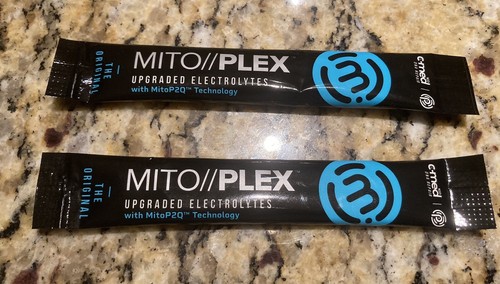 THE
ORIGINAL
MITO//PLEX
UPGRADED ELECTROLYTES
with MitoP2Q™ Technology
THE
ORIGINAL
MITO//PLEX
UPGRADED ELECTROLYTES
with MitoP2Q™ Technology